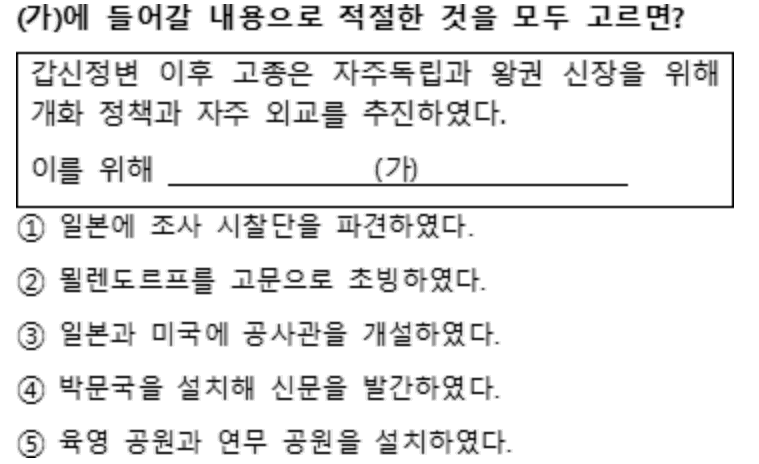 (가)에 들어갈 내용으로 적절한 것을 모두 고르면?
갑신정변 이후 고종은 자주독립과 왕권 신장을 위해
개화 정책과 자주 외교를 추진하였다.
이를 위해 (가)
① 일본에 조사 시찰단을 파견하였다.
② 묄렌도르프를 고문으로 초빙하였다.
③ 일본과 미국에 공사관을 개설하였다.
④ 박문국을 설치해 신문을 발간하였다.
⑤ 육영 공원과 연무 공원을 설치하였다.